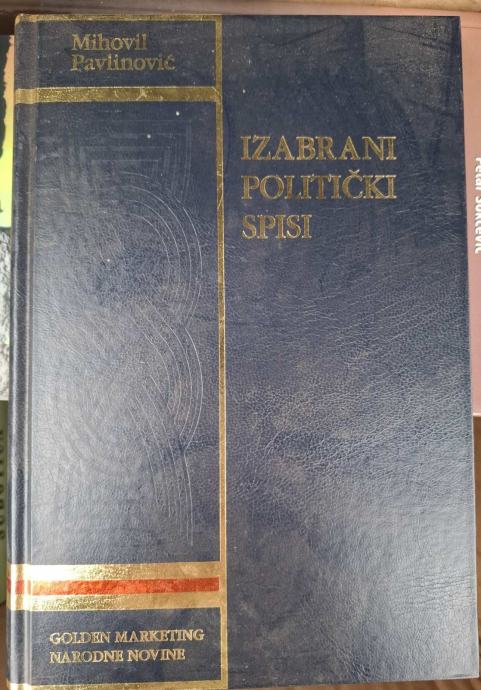 Mihovil
Pavlinović
IZABRANI
POLITIČKI
SPISI
GOLDEN MARKETING
NARODNE NOVINE